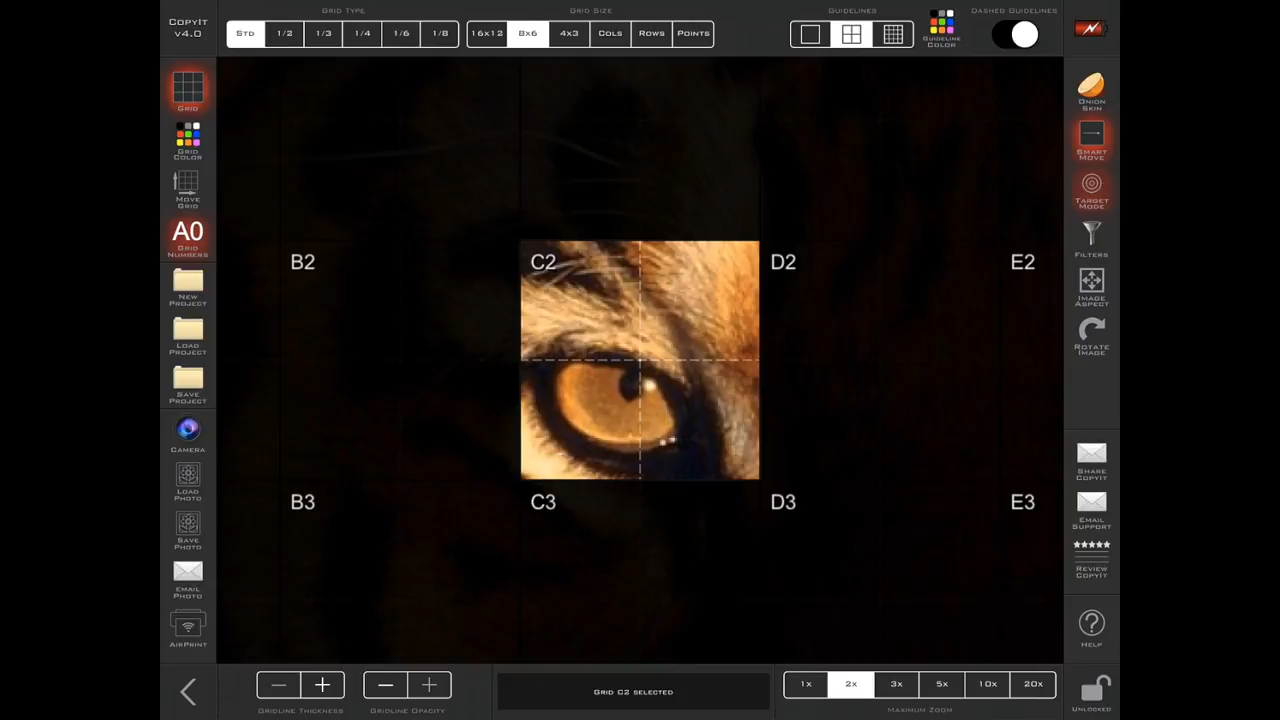 CopyIt
v4.0
Grid Type
Grid Size
Guidelines
Dashed Guidelines
Std
1/2
1/3
1/4
1/6
1/8
16x12
8x6
4x3
Cols
Rows
Points
Guideline
Color
Grid
Grid
Color
Move
Grid
A0
Grid
Numbers
New
Project
Load
Project
Save
Project
Camera
Load
Photo
Save
Photo
Email
Photo
AirPrint
B2
C2
D2
E2
B3
C3
D3
E3
Onion
Skin
Smart
Move
Target
Mode
Filters
Image
Aspect
Rotate
Image
Share
CopyIt
Email
Support
Review
CopyIt
Help
Unlocked
Gridline Thickness
Gridline Opacity
Grid C2 selected
1x
2x
3x
5x
10x
20x
Maximum Zoom